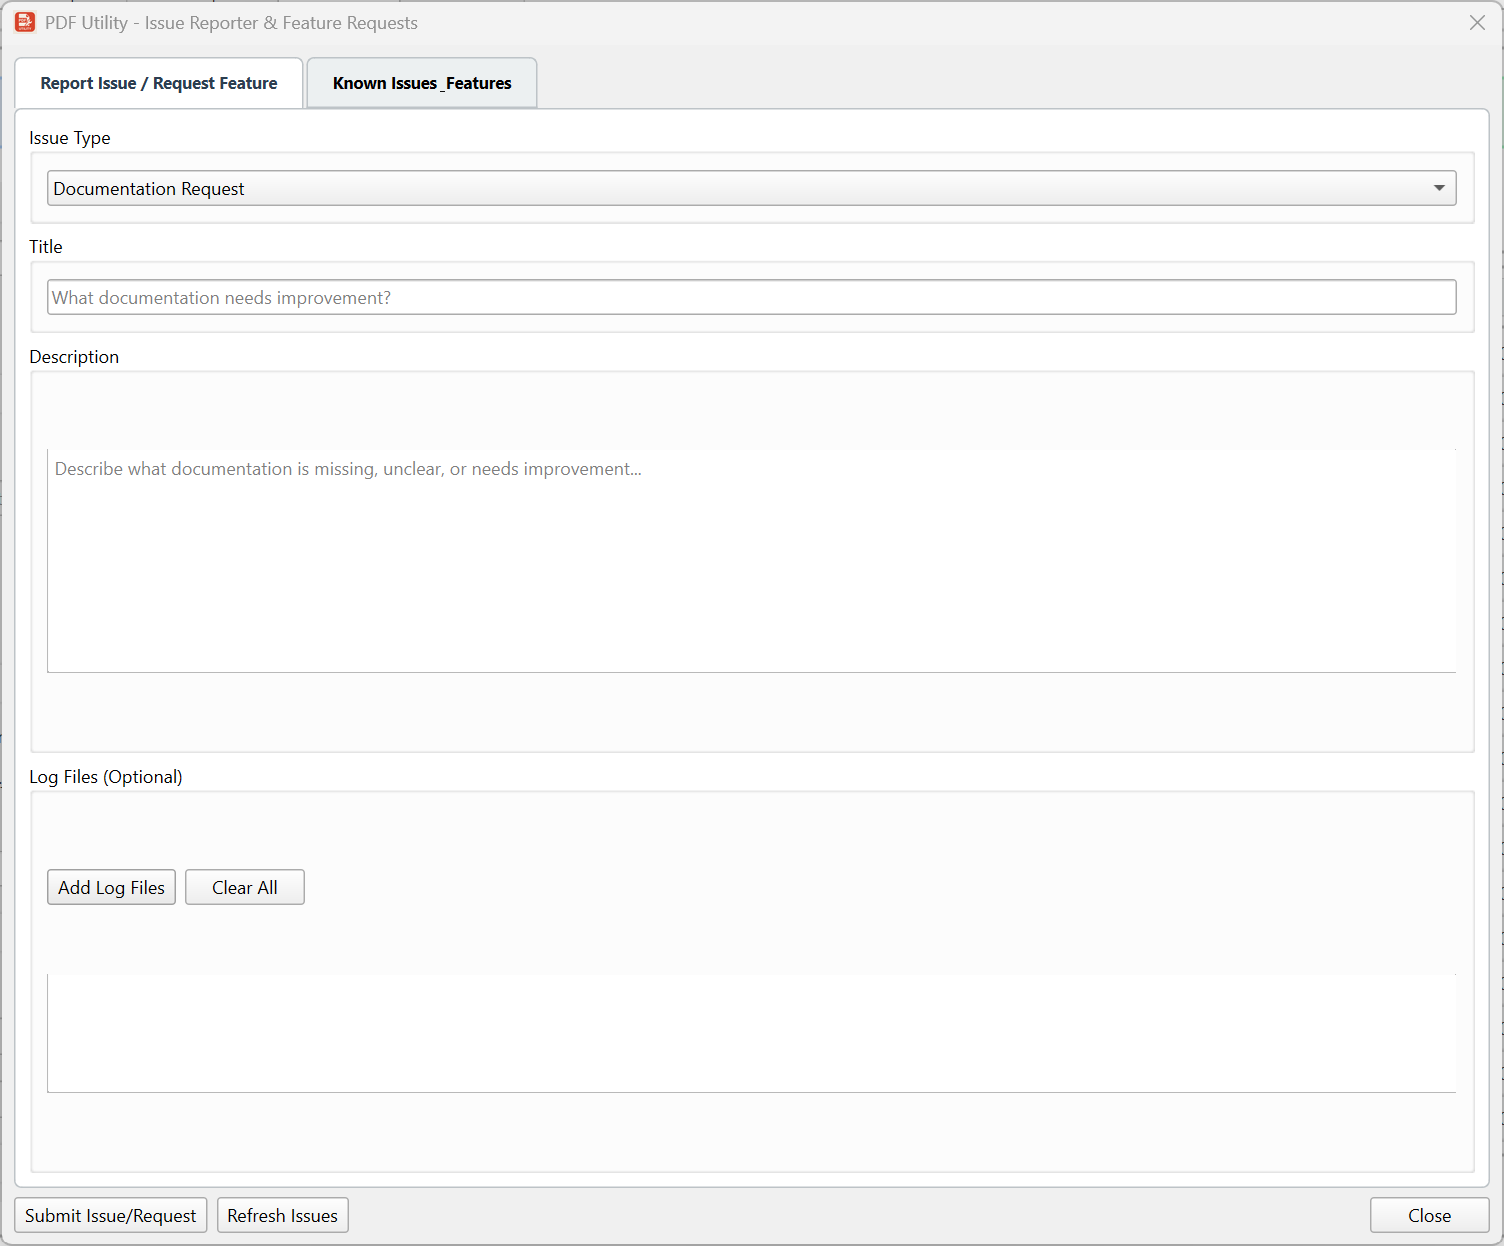 PDF Utility - Issue Reporter & Feature Requests
Report Issue / Request Feature
Known Issues_Features
Issue Type
Documentation Request
Title
What documentation needs improvement?
Description
Describe what documentation is missing, unclear, or needs improvement...
Log Files (Optional)
Add Log Files
Clear All
Submit Issue/Request
Refresh Issues
Close